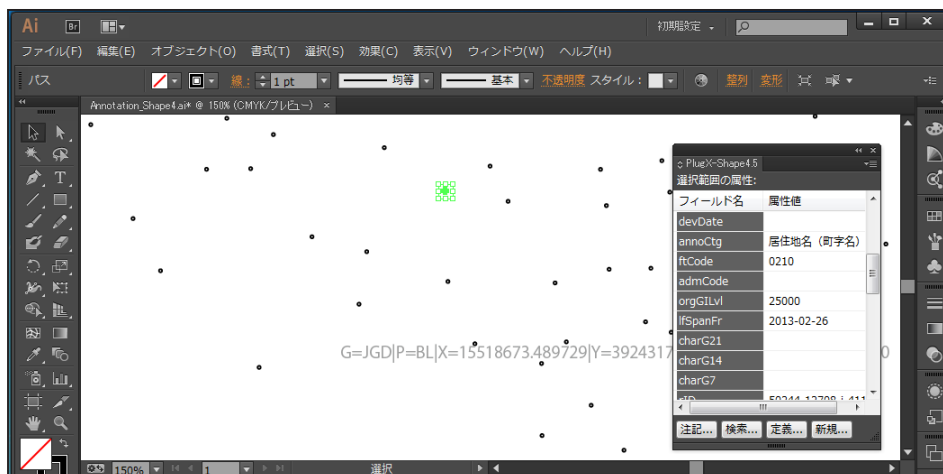 Ai Br 初期設定
ファイル(F) 編集(E) オブジェクト(O) 書式(T) 選択(S) 効果(C) 表示(V) ウィンドウ(W) ヘルプ(H)
パス 線: 1 pt 均等 基本 不透明度 スタイル: 整列 変形
Annotation_Shape4.ai* @ 150% (CMYK/プレビュー) ×
PlugX-Shape4.5
選択範囲の属性:
フィールド名 属性値
devDate
annoCtg 居住地名（町字名）
ftCode 0210
admCode
orgGILvl 25000
lfSpanFr 2013-02-26
charG21
charG14
charG7
G=JGD|P=BL|X=15518673.489729|Y=3924317 0
注記... 検索... 定義... 新規...
150% 1 選択